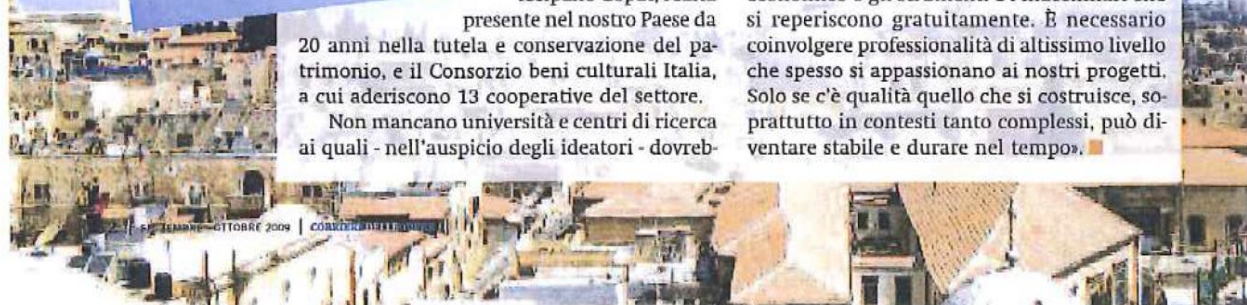 presente nel nostro Paese da
20 anni nella tutela e conservazione del pa-
trimonio, e il Consorzio beni culturali Italia,
a cui aderiscono 13 cooperative del settore.
Non mancano università e centri di ricerca
ai quali - nell'auspicio degli ideatori - dovreb-
si reperiscono gratuitamente. È necessario
coinvolgere professionalità di altissimo livello
che spesso si appassionano ai nostri progetti.
Solo se c'è qualità quello che si costruisce, so-
prattutto in contesti tanto complessi, può di-
ventare stabile e durare nel tempo».
OTTOBRE 2009 |